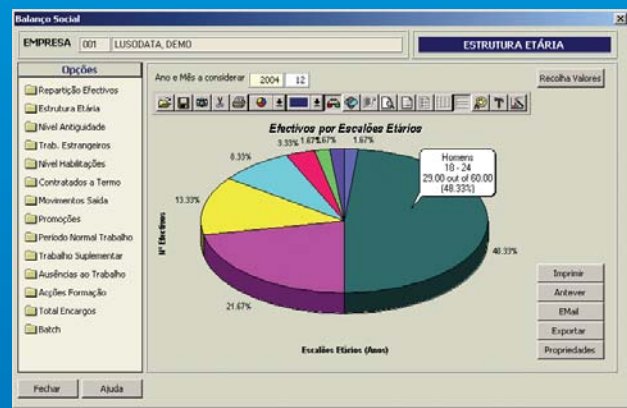 Balanço Social
EMPRESA 001 LUSODATA, DEMO
ESTRUTURA ETÁRIA
Opções
Repartição Efectivos
Estrutura Etária
Nível Antiguidade
Trab. Estrangeiros
Nível Habilitações
Contratados a Termo
Movimentos Saída
Promoções
Período Normal Trabalho
Trabalho Suplementar
Ausências ao Trabalho
Acções Formação
Total Encargos
Batch
Fechar
Ajuda
Ano e Mês a considerar 2004 12
Recolha Valores
Efectivos por Escalões Etários
3.33%
1.67%
1.67%
1.67%
8.33%
13.33%
21.67%
48.33%
Homens
18 - 24
29.00 out of 60.00
(48.33%)
Nº Efectivos
Escalões Etários (Anos)
Imprimir
Antever
EMail
Exportar
Propriedades